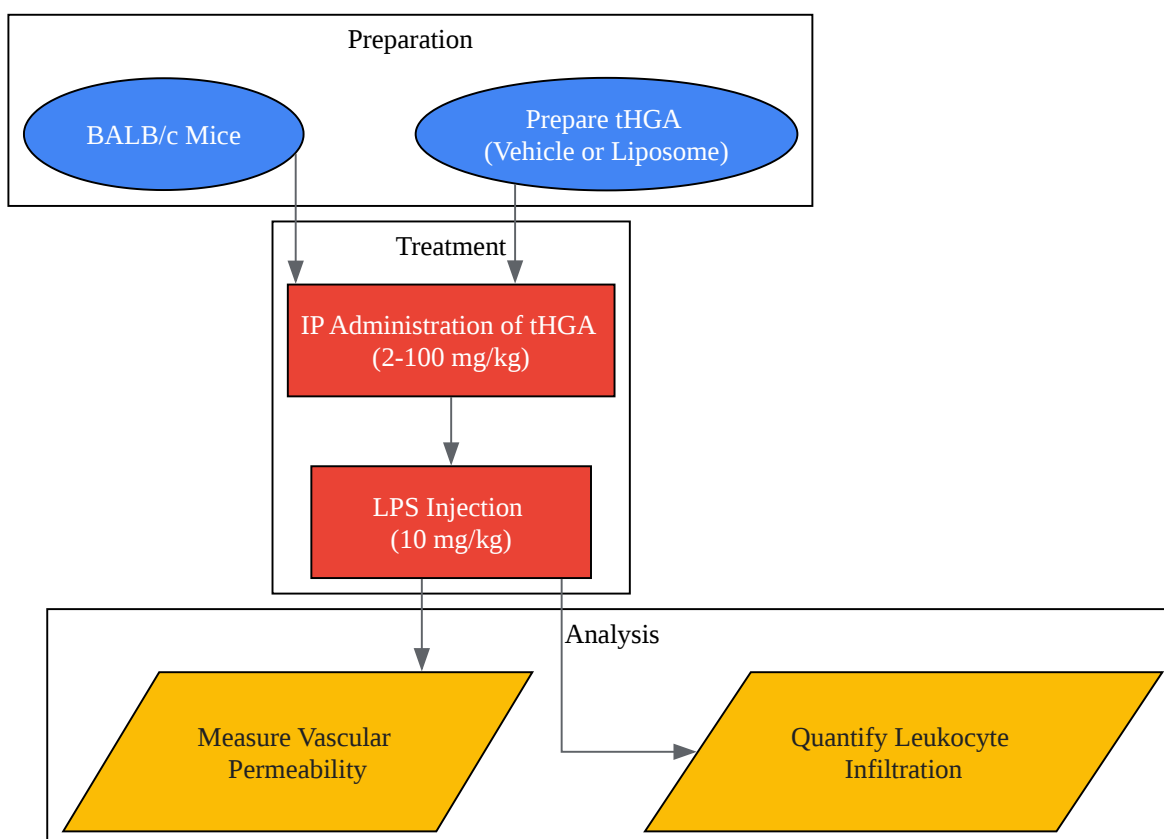 Preparation
BALB/c Mice
Prepare tHGA
(Vehicle or Liposome)
Treatment
IP Administration of tHGA
(2-100 mg/kg)
LPS Injection
(10 mg/kg)
Analysis
Measure Vascular
Permeability
Quantify Leukocyte
Infiltration